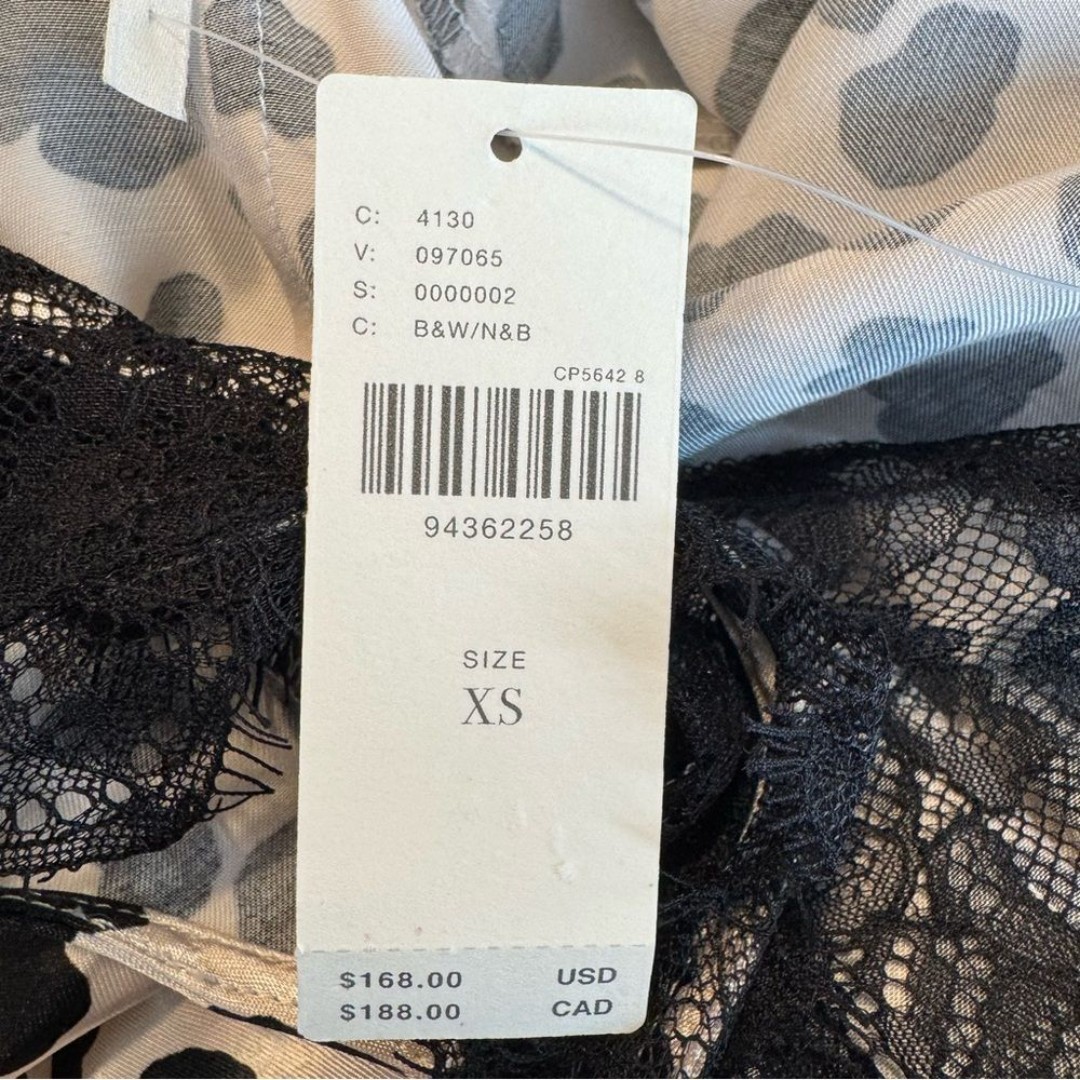 C: 4130
V: 097065
S: 0000002
C: B&W/N&B
CP5642 8
94362258
SIZE
XS
$168.00 USD
$188.00 CAD